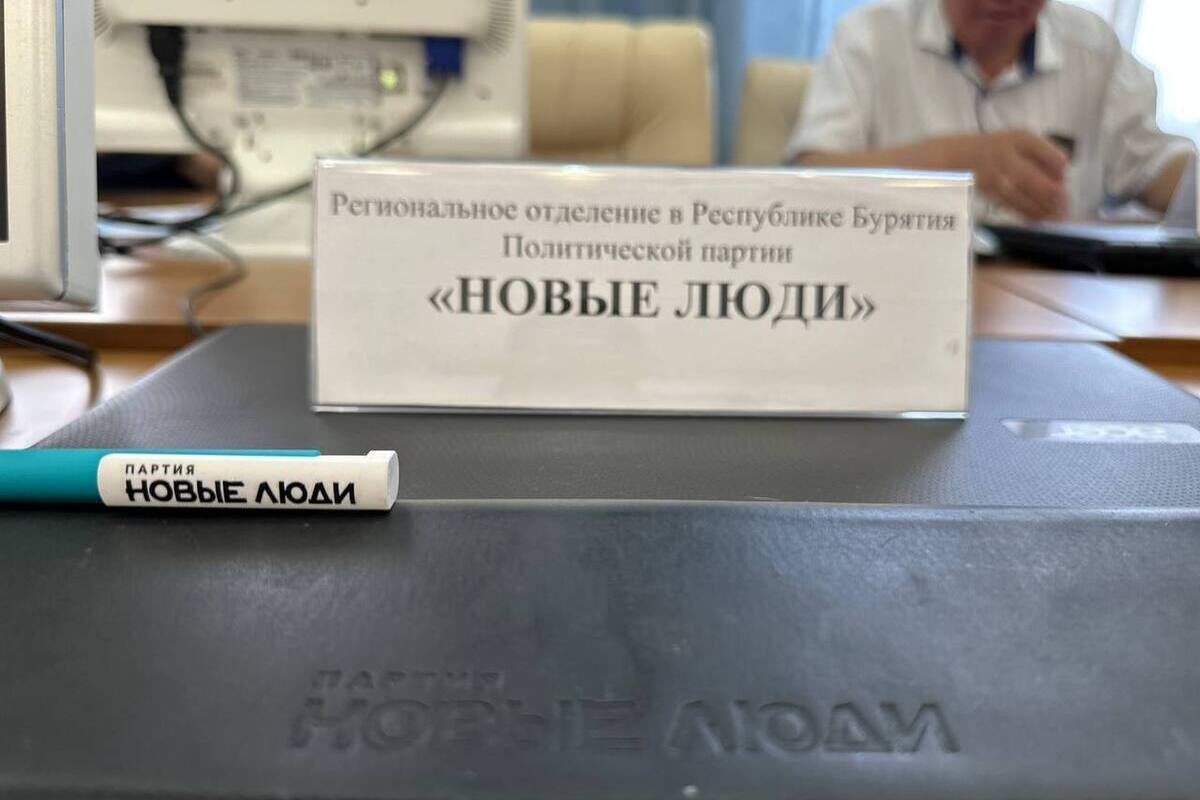 Региональное отделение в Республике Бурятия
Политической партии
«НОВЫЕ ЛЮДИ»
ПАРТИЯ
НОВЫЕ ЛЮДИ
ПАРТИЯ
НОВЫЕ ЛЮДИ